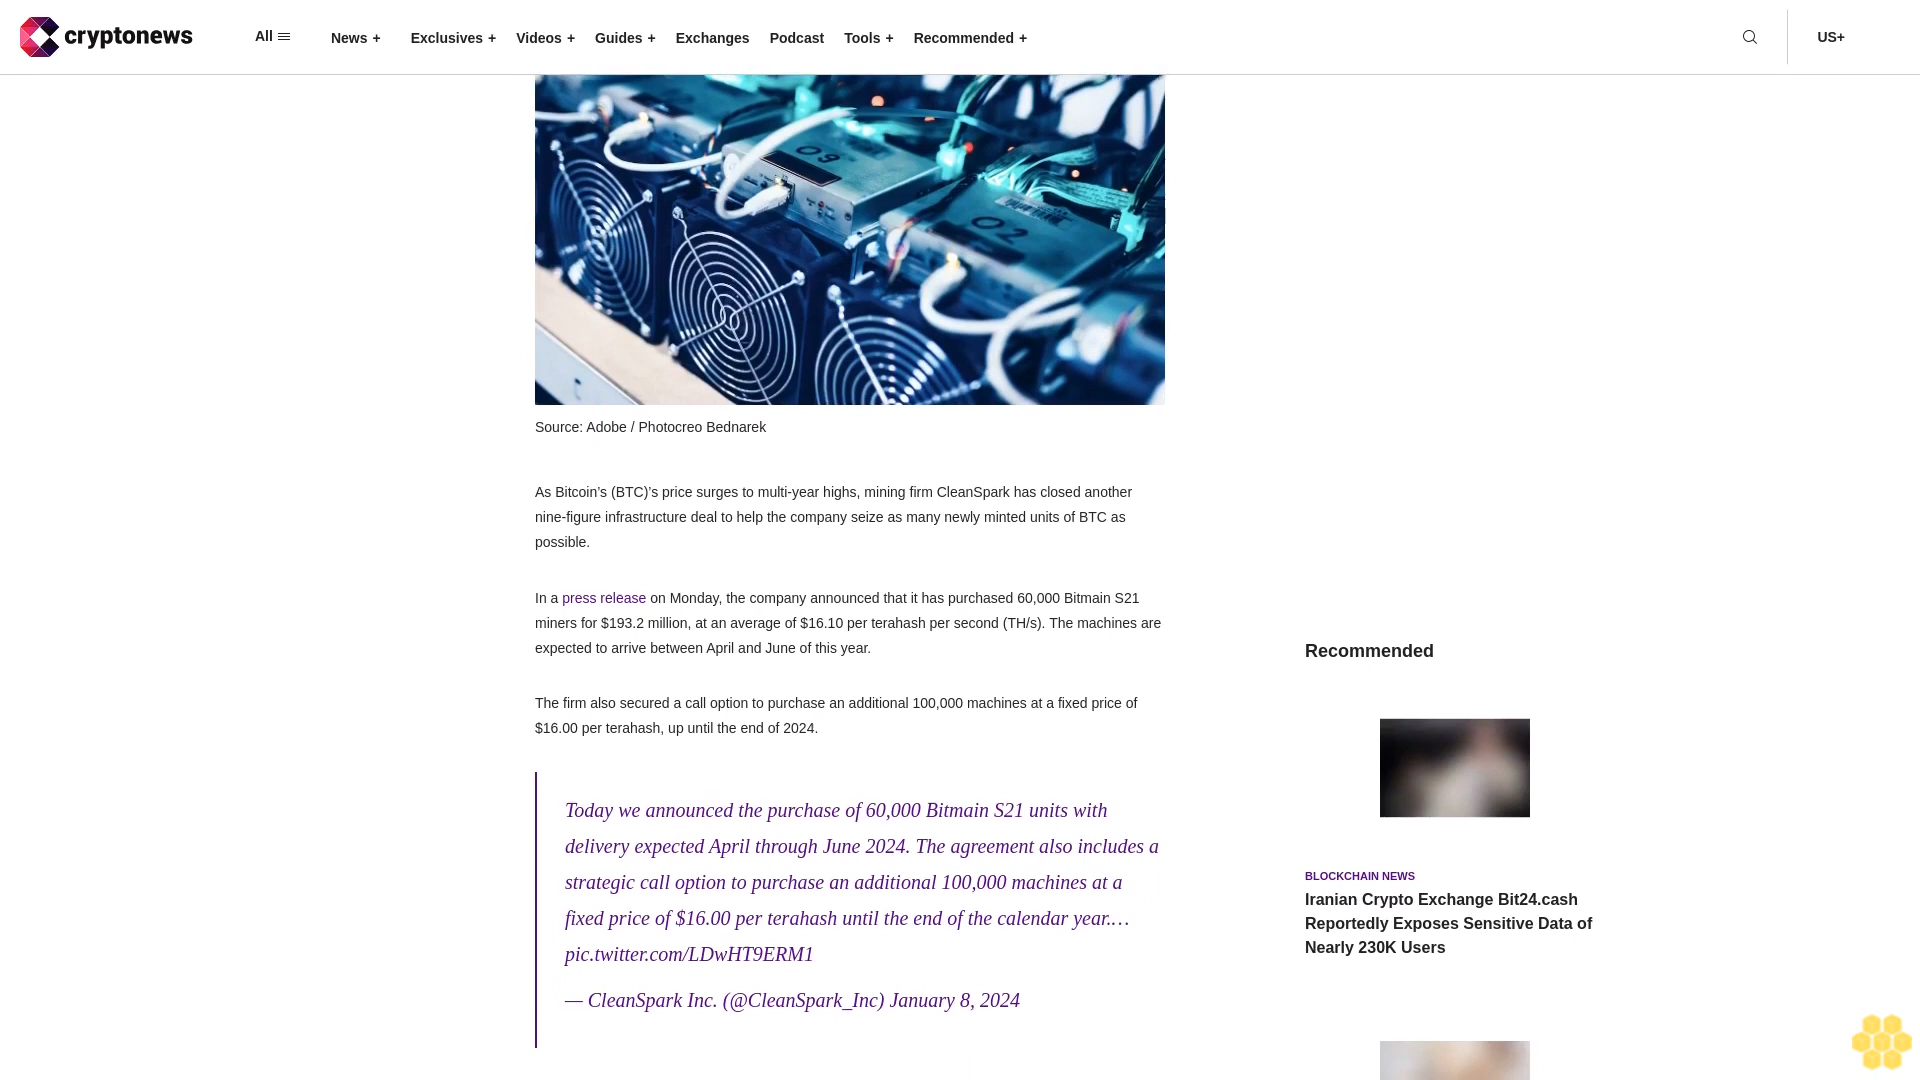 cryptonews
All
News +
Exclusives +
Videos +
Guides +
Exchanges
Podcast
Tools +
Recommended +
US+
09
02
Source: Adobe / Photocreo Bednarek
As Bitcoin’s (BTC)’s price surges to multi-year highs, mining firm CleanSpark has closed another
nine-figure infrastructure deal to help the company seize as many newly minted units of BTC as
possible.
In a press release on Monday, the company announced that it has purchased 60,000 Bitmain S21
miners for $193.2 million, at an average of $16.10 per terahash per second (TH/s). The machines are
expected to arrive between April and June of this year.
The firm also secured a call option to purchase an additional 100,000 machines at a fixed price of
$16.00 per terahash, up until the end of 2024.
Today we announced the purchase of 60,000 Bitmain S21 units with
delivery expected April through June 2024. The agreement also includes a
strategic call option to purchase an additional 100,000 machines at a
fixed price of $16.00 per terahash until the end of the calendar year.…
pic.twitter.com/LDwHT9ERM1
— CleanSpark Inc. (@CleanSpark_Inc) January 8, 2024
Recommended
BLOCKCHAIN NEWS
Iranian Crypto Exchange Bit24.cash
Reportedly Exposes Sensitive Data of
Nearly 230K Users